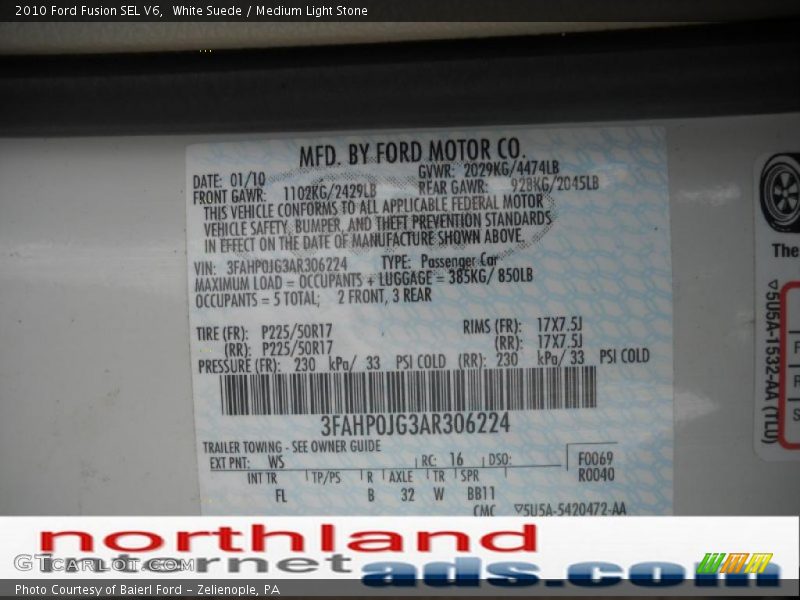 2010 Ford Fusion SEL V6,  White Suede / Medium Light Stone
MFD. BY FORD MOTOR CO.
DATE: 01/10 GVWR: 2029KG/4474LB
FRONT GAWR: 1102KG/2429LB REAR GAWR: 928KG/2045LB
THIS VEHICLE CONFORMS TO ALL APPLICABLE FEDERAL MOTOR
VEHICLE SAFETY, BUMPER, AND THEFT PREVENTION STANDARDS
IN EFFECT ON THE DATE OF MANUFACTURE SHOWN ABOVE.
VIN: 3FAHP0JG3AR306224 TYPE: Passenger Car
MAXIMUM LOAD = OCCUPANTS + LUGGAGE = 385KG/ 850LB
OCCUPANTS = 5 TOTAL; 2 FRONT, 3 REAR
TIRE (FR): P225/50R17 RIMS (FR): 17X7.5J
(RR): P225/50R17 (RR): 17X7.5J
PRESSURE (FR): 230 kPa/ 33 PSI COLD (RR): 230 kPa/ 33 PSI COLD
3FAHP0JG3AR306224
TRAILER TOWING - SEE OWNER GUIDE
EXT PNT: WS RC: 16 DSO: F0069
R0040
INT TR TP/PS R AXLE TR SPR
FL B 32 W BB11
CMC ▽5U5A-5420472-AA
The
▽5U5A-1532-AA (TL0)
F
F
S
northland
internet
ads.com
GTCARLOT.COM
Photo Courtesy of Baierl Ford – Zelienople, PA